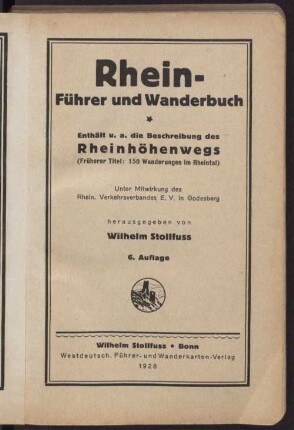 Rhein-
Führer und Wanderbuch
Enthält u. a. die Beschreibung des
Rheinhöhenwegs
(Früherer Titel: 150 Wanderungen im Rheintal)
Unter Mitwirkung des
Rhein. Verkehrsverbandes E. V. in Godesberg
herausgegeben von
Wilhelm Stollfuss
6. Auflage
Wilhelm Stollfuss • Bonn
Westdeutsch. Führer- und Wanderkarten-Verlag
1928